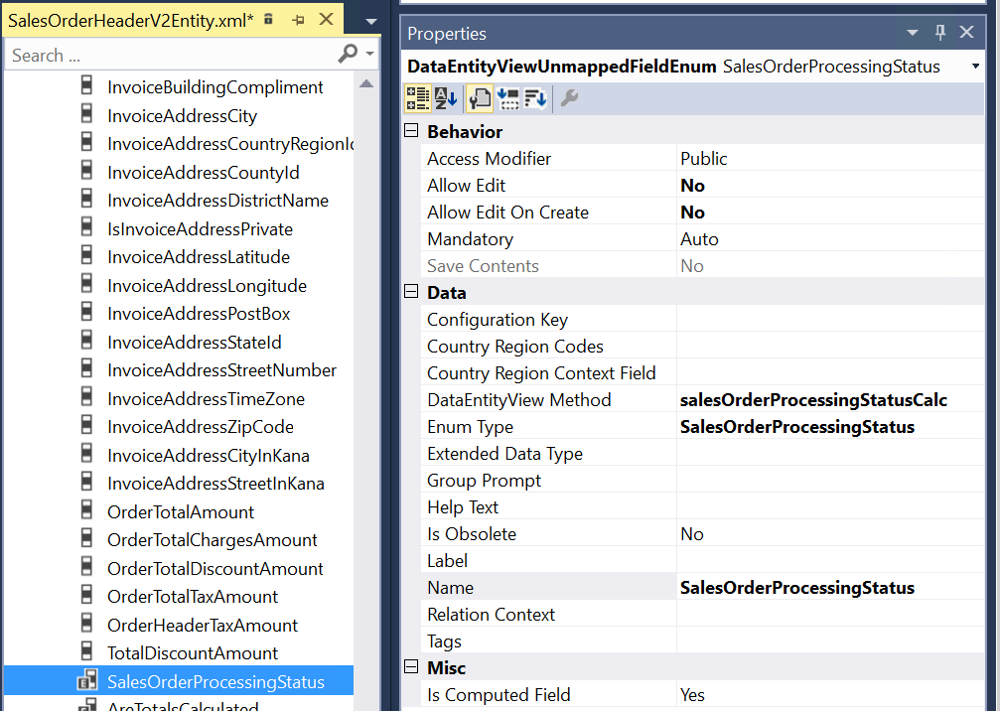 SalesOrderHeaderV2Entity.xml*
Search ...
InvoiceBuildingCompliment
InvoiceAddressCity
InvoiceAddressCountryRegionId
InvoiceAddressCountyId
InvoiceAddressDistrictName
IsInvoiceAddressPrivate
InvoiceAddressLatitude
InvoiceAddressLongitude
InvoiceAddressPostBox
InvoiceAddressStateId
InvoiceAddressStreetNumber
InvoiceAddressTimeZone
InvoiceAddressZipCode
InvoiceAddressCityInKana
InvoiceAddressStreetInKana
OrderTotalAmount
OrderTotalChargesAmount
OrderTotalDiscountAmount
OrderTotalTaxAmount
OrderHeaderTaxAmount
TotalDiscountAmount
SalesOrderProcessingStatus
AreTotalsCalculated
Properties
DataEntityViewUnmappedFieldEnum SalesOrderProcessingStatus
Behavior
Access Modifier Public
Allow Edit No
Allow Edit On Create No
Mandatory Auto
Save Contents No
Data
Configuration Key
Country Region Codes
Country Region Context Field
DataEntityView Method salesOrderProcessingStatusCalc
Enum Type SalesOrderProcessingStatus
Extended Data Type
Group Prompt
Help Text
Is Obsolete No
Label
Name SalesOrderProcessingStatus
Relation Context
Tags
Misc
Is Computed Field Yes